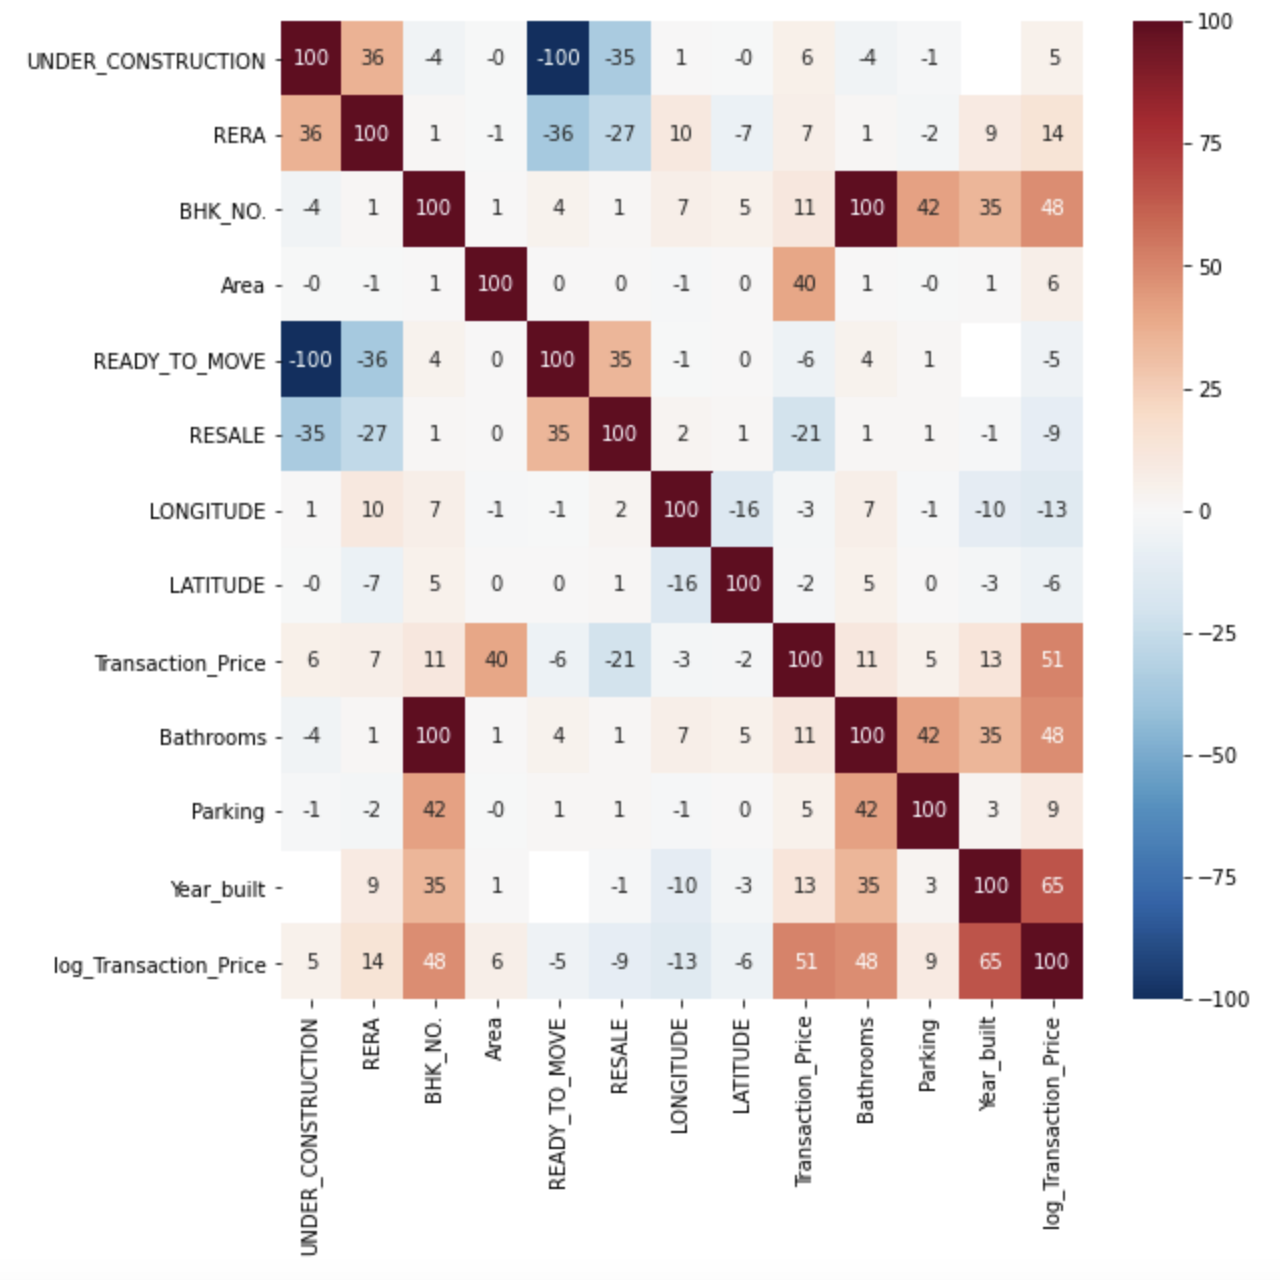 UNDER_CONSTRUCTION 100 36 -4 -0 -100 -35 1 -0 6 -4 -1 5
RERA 36 100 1 -1 -36 -27 10 -7 7 1 -2 9 14
BHK_NO. -4 1 100 1 4 1 7 5 11 100 42 35 48
Area -0 -1 1 100 0 0 -1 0 40 1 -0 1 6
READY_TO_MOVE -100 -36 4 0 100 35 -1 0 -6 4 1 -5
RESALE -35 -27 1 0 35 100 2 1 -21 1 1 -1 -9
LONGITUDE 1 10 7 -1 -1 2 100 -16 -3 7 -1 -10 -13
LATITUDE -0 -7 5 0 0 1 -16 100 -2 5 0 -3 -6
Transaction_Price 6 7 11 40 -6 -21 -3 -2 100 11 5 13 51
Bathrooms -4 1 100 1 4 1 7 5 11 100 42 35 48
Parking -1 -2 42 -0 1 1 -1 0 5 42 100 3 9
Year_built 9 35 1 -1 -10 -3 13 35 3 100 65
log_Transaction_Price 5 14 48 6 -5 -9 -13 -6 51 48 9 65 100
UNDER_CONSTRUCTION
RERA
BHK_NO.
Area
READY_TO_MOVE
RESALE
LONGITUDE
LATITUDE
Transaction_Price
Bathrooms
Parking
Year_built
log_Transaction_Price
100
75
50
25
0
−25
−50
−75
−100